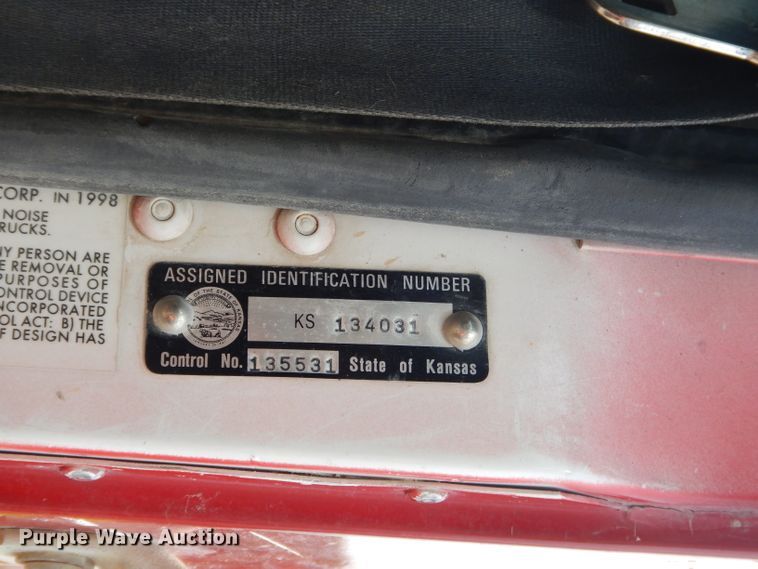 CORP. IN 1998
NOISE
RUCKS.
NY PERSON ARE
E REMOVAL OR
PURPOSES OF
CONTROL DEVICE
INCORPORATED
OL ACT: B) THE
F DESIGN HAS
ASSIGNED IDENTIFICATION NUMBER
KS 134031
Control No. 135531 State of Kansas
Purple Wave Auction